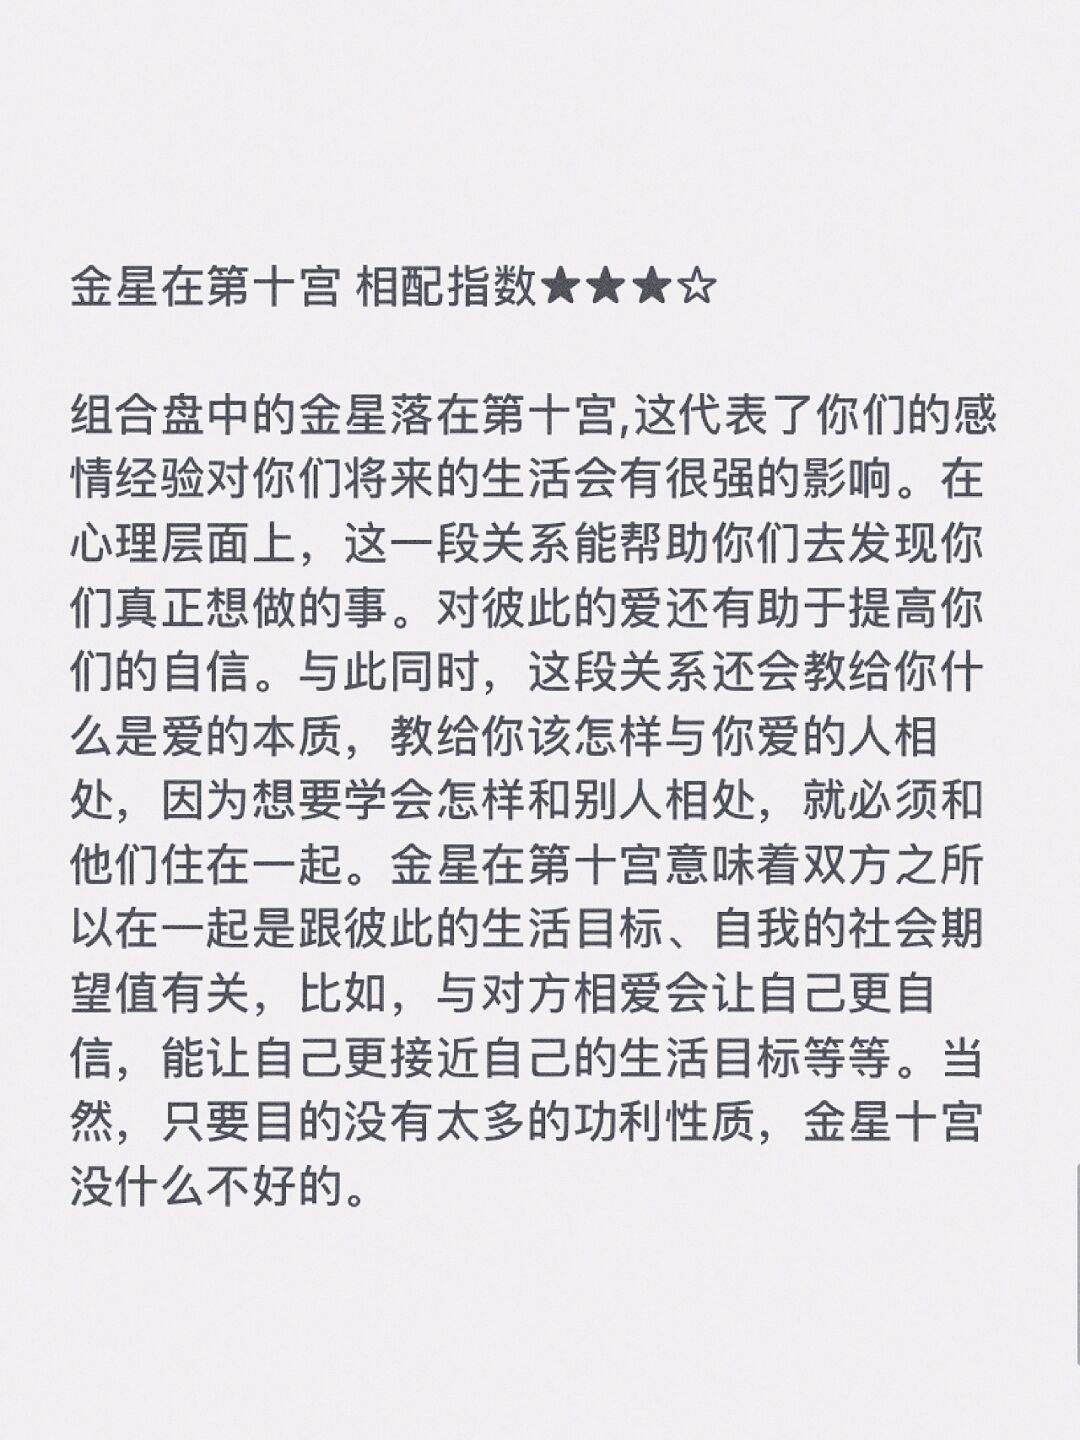 金星在第十宫 相配指数★★★☆
组合盘中的金星落在第十宫,这代表了你们的感
情经验对你们将来的生活会有很强的影响。在
心理层面上，这一段关系能帮助你们去发现你
们真正想做的事。对彼此的爱还有助于提高你
们的自信。与此同时，这段关系还会教给你什
么是爱的本质，教给你该怎样与你爱的人相
处，因为想要学会怎样和别人相处，就必须和
他们住在一起。金星在第十宫意味着双方之所
以在一起是跟彼此的生活目标、自我的社会期
望值有关，比如，与对方相爱会让自己更自
信，能让自己更接近自己的生活目标等等。当
然，只要目的没有太多的功利性质，金星十宫
没什么不好的。